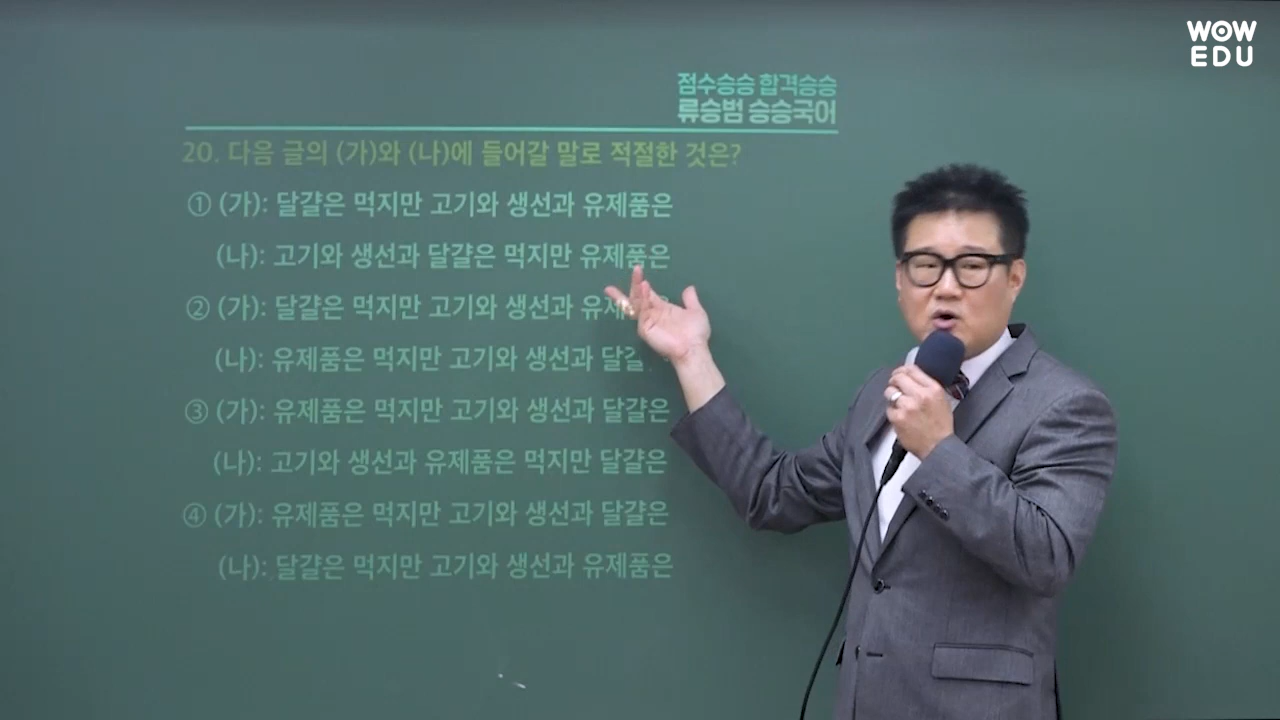 WOW
EDU
점수승승 합격승승
류승범 승승국어
20. 다음 글의 (가)와 (나)에 들어갈 말로 적절한 것은?
① (가): 달걀은 먹지만 고기와 생선과 유제품은
(나): 고기와 생선과 달걀은 먹지만 유제품은
② (가): 달걀은 먹지만 고기와 생선과
(나): 유제품은 먹지만 고기와 생선과
③ (가): 유제품은 먹지만 고기와 생선과 달걀은
(나): 고기와 생선과 유제품은 먹지만 달걀은
④ (가): 유제품은 먹지만 고기와 생선과 달걀은
(나): 달걀은 먹지만 고기와 생선과 유제품은